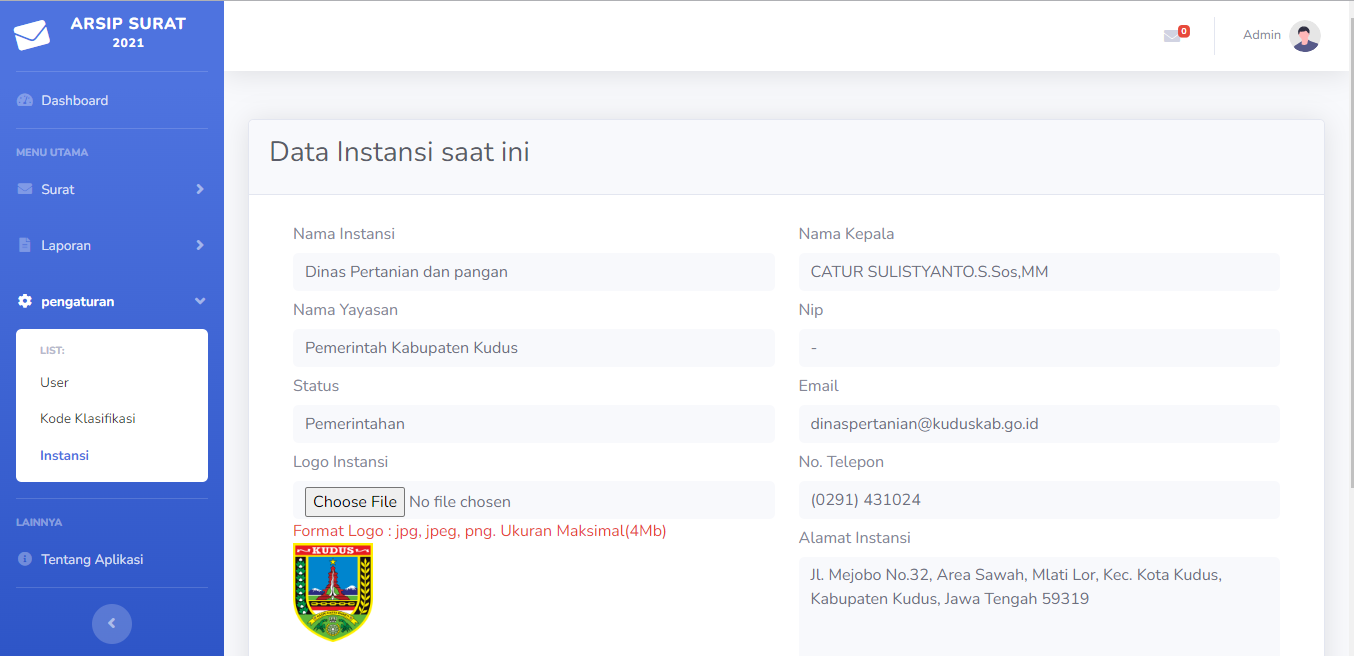 ARSIP SURAT
2021
Dashboard
MENU UTAMA
Surat
Laporan
pengaturan
LIST:
User
Kode Klasifikasi
Instansi
LAINNYA
Tentang Aplikasi
0
Admin
Data Instansi saat ini
Nama Instansi
Dinas Pertanian dan pangan
Nama Yayasan
Pemerintah Kabupaten Kudus
Status
Pemerintahan
Logo Instansi
Choose File No file chosen
Format Logo : jpg, jpeg, png. Ukuran Maksimal(4Mb)
KUDUS
Nama Kepala
CATUR SULISTYANTO.S.Sos,MM
Nip
-
Email
dinaspertanian@kuduskab.go.id
No. Telepon
(0291) 431024
Alamat Instansi
Jl. Mejobo No.32, Area Sawah, Mlati Lor, Kec. Kota Kudus,
Kabupaten Kudus, Jawa Tengah 59319